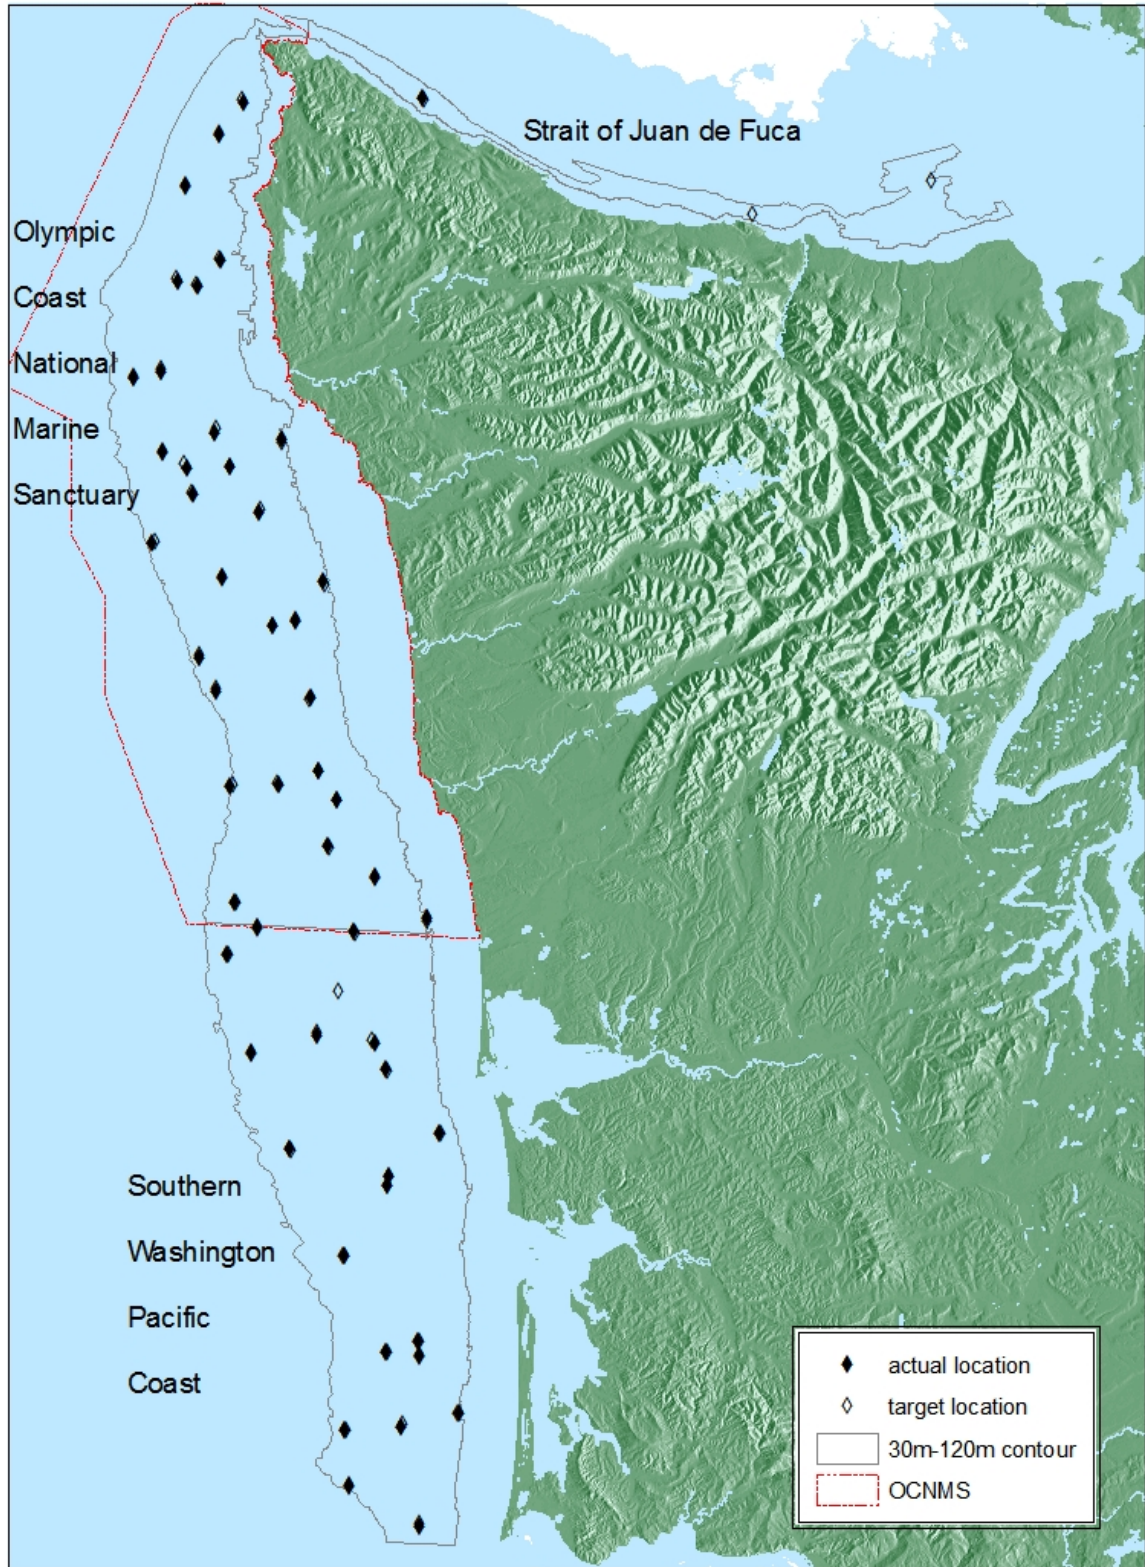 Strait of Juan de Fuca
Olympic
Coast
National
Marine
Sanctuary
Southern
Washington
Pacific
Coast
actual location
target location
30m-120m contour
OCNMS